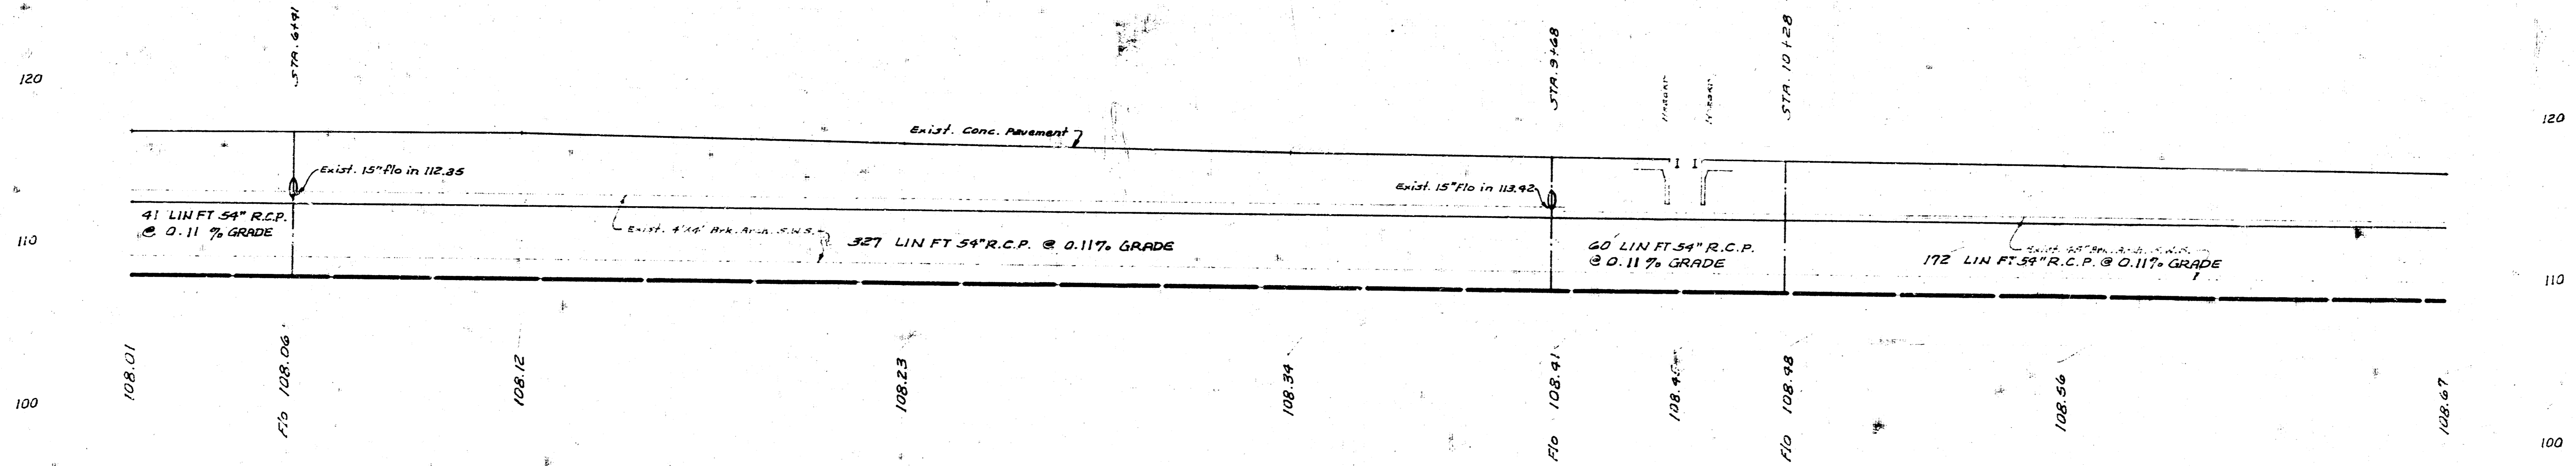 STA. 6+41
STA. 9+68
STA. 10+28
120
120
Exist. Conc. Pavement
Exist. 15" flo in 112.35
Exist. 15" Flo in 113.42
I I
41 LIN FT 54" R.C.P.
@ 0.11 % GRADE
Exist. 4'x4' Brk. Arch. S.W.S.
327 LIN FT 54" R.C.P. @ 0.11% GRADE
60 LIN FT 54" R.C.P.
@ 0.11 % GRADE
172 LIN FT 54" R.C.P. @ 0.11% GRADE
110
110
108.01
Flo 108.06
108.12
108.23
108.34
Flo 108.41
108.45
Flo 108.48
108.56
108.67
100
100